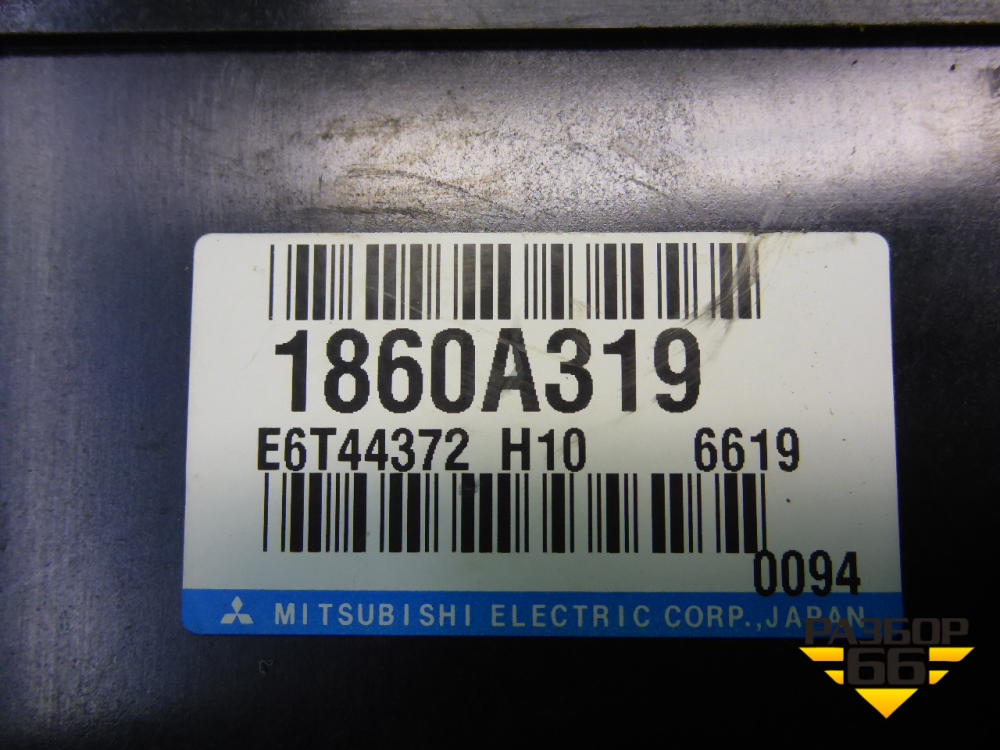 1860A319
E6T44372 H10 6619
0094
MITSUBISHI ELECTRIC CORP., JAPAN
РАЗБОР
66